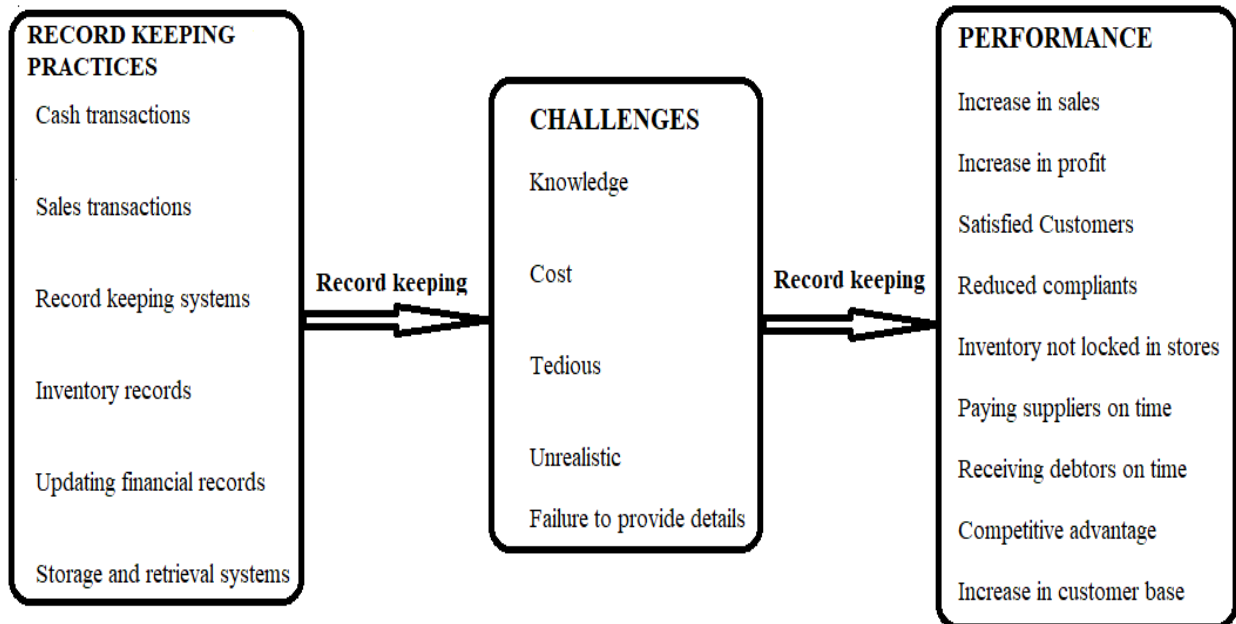 RECORD KEEPING
PRACTICES
Cash transactions
Sales transactions
Record keeping systems
Inventory records
Updating financial records
Storage and retrieval systems
Record keeping
CHALLENGES
Knowledge
Cost
Tedious
Unrealistic
Failure to provide details
Record keeping
PERFORMANCE
Increase in sales
Increase in profit
Satisfied Customers
Reduced compliants
Inventory not locked in stores
Paying suppliers on time
Receiving debtors on time
Competitive advantage
Increase in customer base